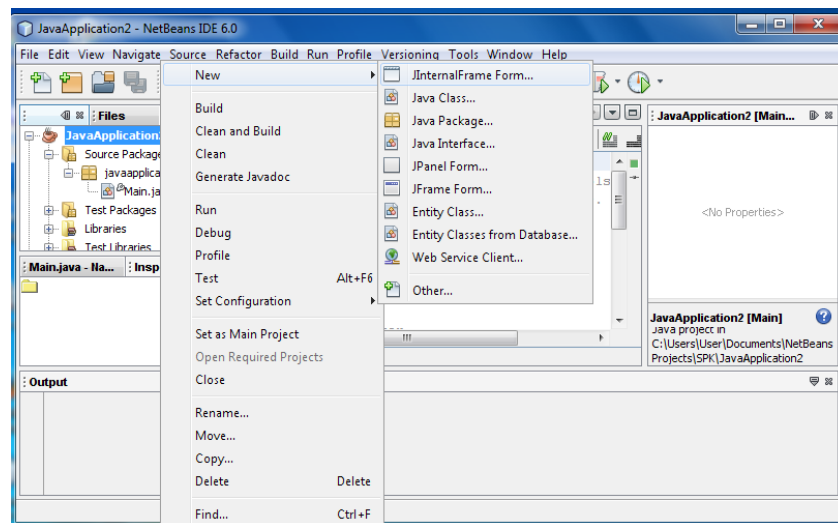 JavaApplication2 - NetBeans IDE 6.0
File Edit View Navigate Source Refactor Build Run Profile Versioning Tools Window Help
Files
JavaApplication
Source Package
javaapplica
Main.ja
Test Packages
Libraries
Test Libraries
Main.java - Na...
Insp
New
Build
Clean and Build
Clean
Generate Javadoc
Run
Debug
Profile
Test Alt+F6
Set Configuration
Set as Main Project
Open Required Projects
Close
Rename...
Move...
Copy...
Delete Delete
Find... Ctrl+F
JInternalFrame Form...
Java Class...
Java Package...
Java Interface...
JPanel Form...
JFrame Form...
Entity Class...
Entity Classes from Database...
Web Service Client...
Other...
ls
JavaApplication2 [Main...
<No Properties>
JavaApplication2 [Main]
Java project in
C:\Users\User\Documents\NetBeans
Projects\SPK\JavaApplication2
Output